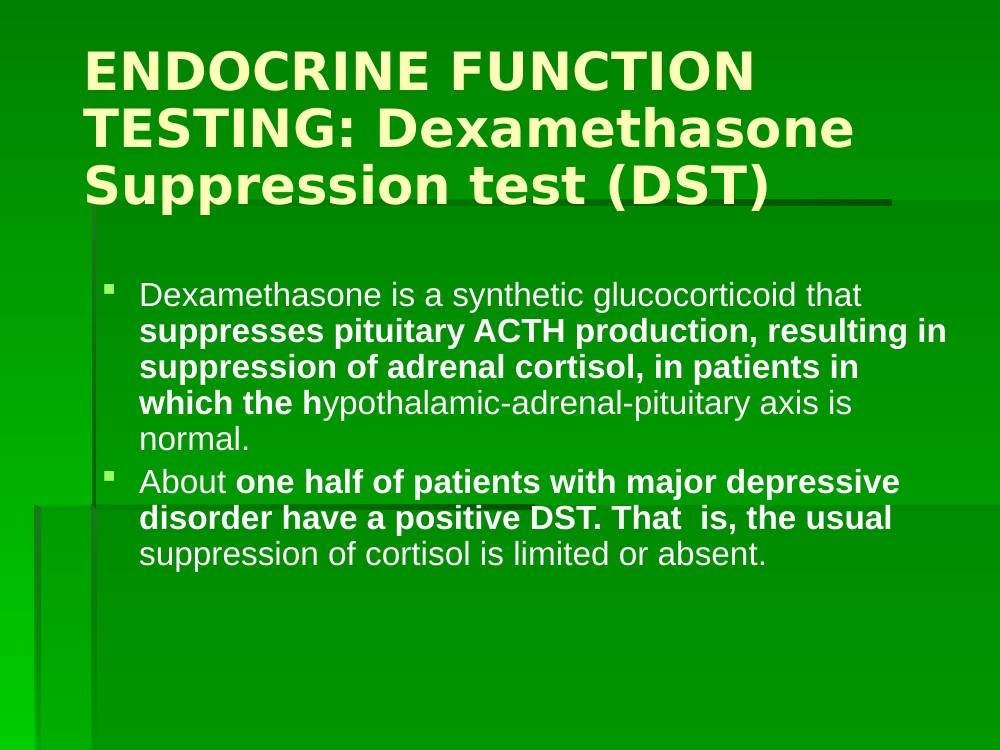 ENDOCRINE FUNCTION
TESTING: Dexamethasone
Suppression test (DST)
Dexamethasone is a synthetic glucocorticoid that
suppresses pituitary ACTH production, resulting in
suppression of adrenal cortisol, in patients in
which the hypothalamic-adrenal-pituitary axis is
normal.
About one half of patients with major depressive
disorder have a positive DST. That  is, the usual
suppression of cortisol is limited or absent.